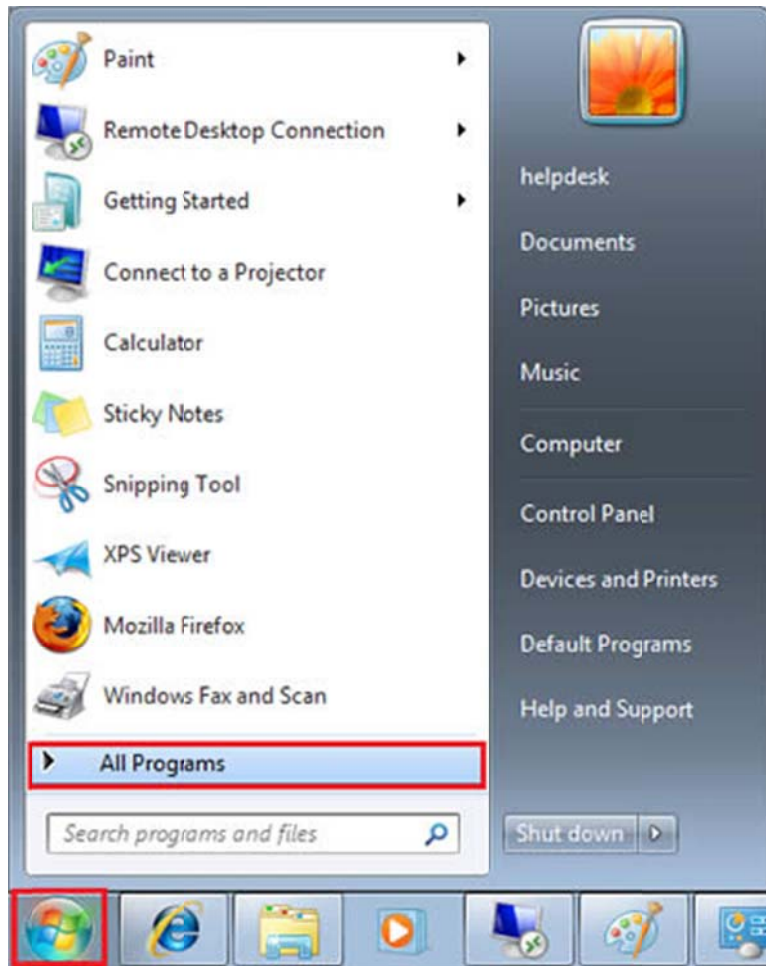 Paint
Remote Desktop Connection
Getting Started
Connect to a Projector
Calculator
Sticky Notes
Snipping Tool
XPS Viewer
Mozilla Firefox
Windows Fax and Scan
All Programs
Search programs and files
helpdesk
Documents
Pictures
Music
Computer
Control Panel
Devices and Printers
Default Programs
Help and Support
Shut down